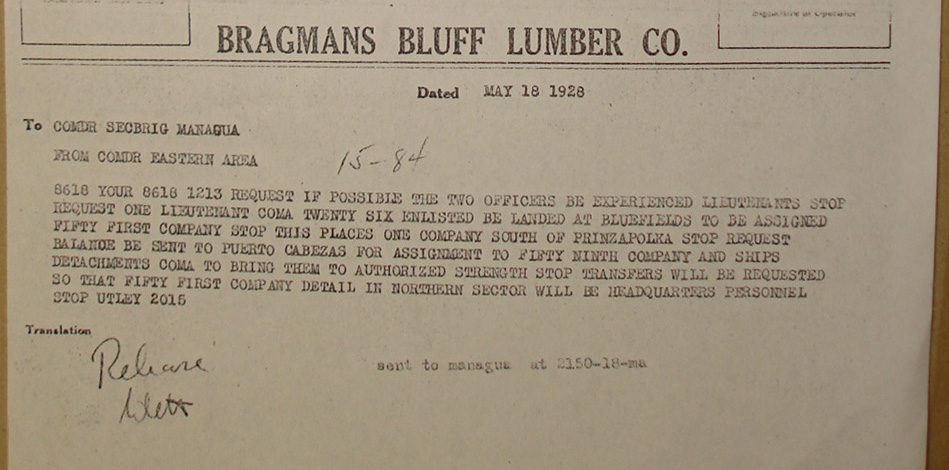 Signature of Operator
BRAGMANS BLUFF LUMBER CO.
Dated MAY 18 1928
To COMDR SECBRIG MANAGUA
FROM COMDR EASTERN AREA
15-84
8618 YOUR 8618 1213 REQUEST IF POSSIBLE THE TWO OFFICERS BE EXPERIENCED LIEUTENANTS STOP
REQUEST ONE LIEUTENANT COMA TWENTY SIX ENLISTED BE LANDED AT BLUEFIELDS TO BE ASSIGNED
FIFTY FIRST COMPANY STOP THIS PLACES ONE COMPANY SOUTH OF PRINZAPOLKA STOP REQUEST
BALANCE BE SENT TO PUERTO CABEZAS FOR ASSIGNMENT TO FIFTY NINTH COMPANY AND SHIPS
DETACHMENTS COMA TO BRING THEM TO AUTHORIZED STRENGTH STOP TRANSFERS WILL BE REQUESTED
SO THAT FIFTY FIRST COMPANY DETAIL IN NORTHERN SECTOR WILL BE HEADQUARTERS PERSONNEL
STOP UTLEY 2015
Translation
Release
sent to managua at 2150-18-ma